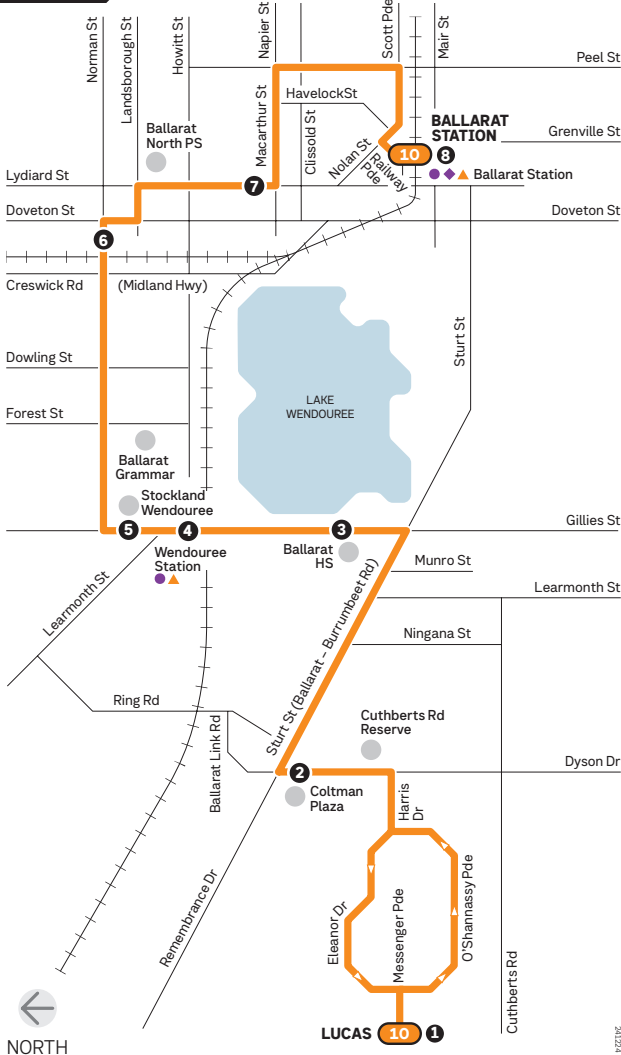 Norman St
Landsborough St
Howitt St
Napier St
Scott Pde
Mair St
Peel St
HavelockSt
Macarthur St
Clissold St
Nolan St
Railway
Pde
BALLARAT
STATION
10 8
Ballarat Station
Grenville St
Ballarat
North PS
Lydiard St
7
Doveton St
Doveton St
6
Creswick Rd
(Midland Hwy)
Sturt St
Dowling St
LAKE
WENDOUREE
Forest St
Ballarat
Grammar
Stockland
Wendouree
5
4
3
Gillies St
Wendouree
Station
Ballarat
HS
Munro St
Learmonth St
Learmonth St
Ningana St
Sturt St (Ballarat – Burrumbeet Rd)
Ring Rd
Ballarat Link Rd
Cuthberts Rd
Reserve
2
Dyson Dr
Coltman
Plaza
Harris
Dr
Remembrance Dr
Eleanor Dr
Messenger Pde
O'Shannassy Pde
Cuthberts Rd
LUCAS 10 1
NORTH
241224